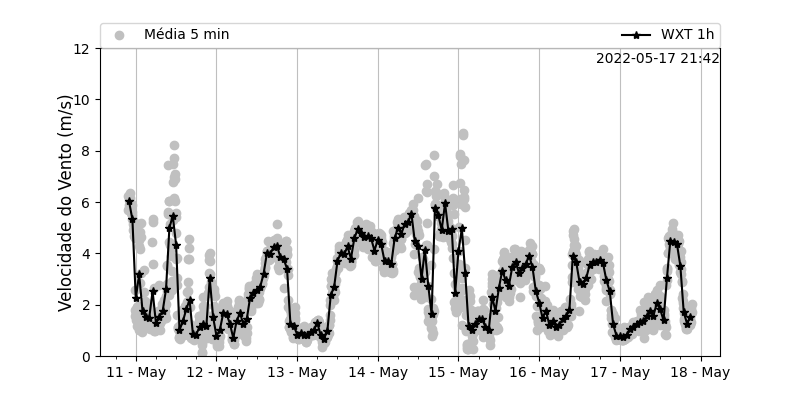 Média 5 min
WXT 1h
2022-05-17 21:42
Velocidade do Vento (m/s)
12
10
8
6
4
2
0
11 - May
12 - May
13 - May
14 - May
15 - May
16 - May
17 - May
18 - May